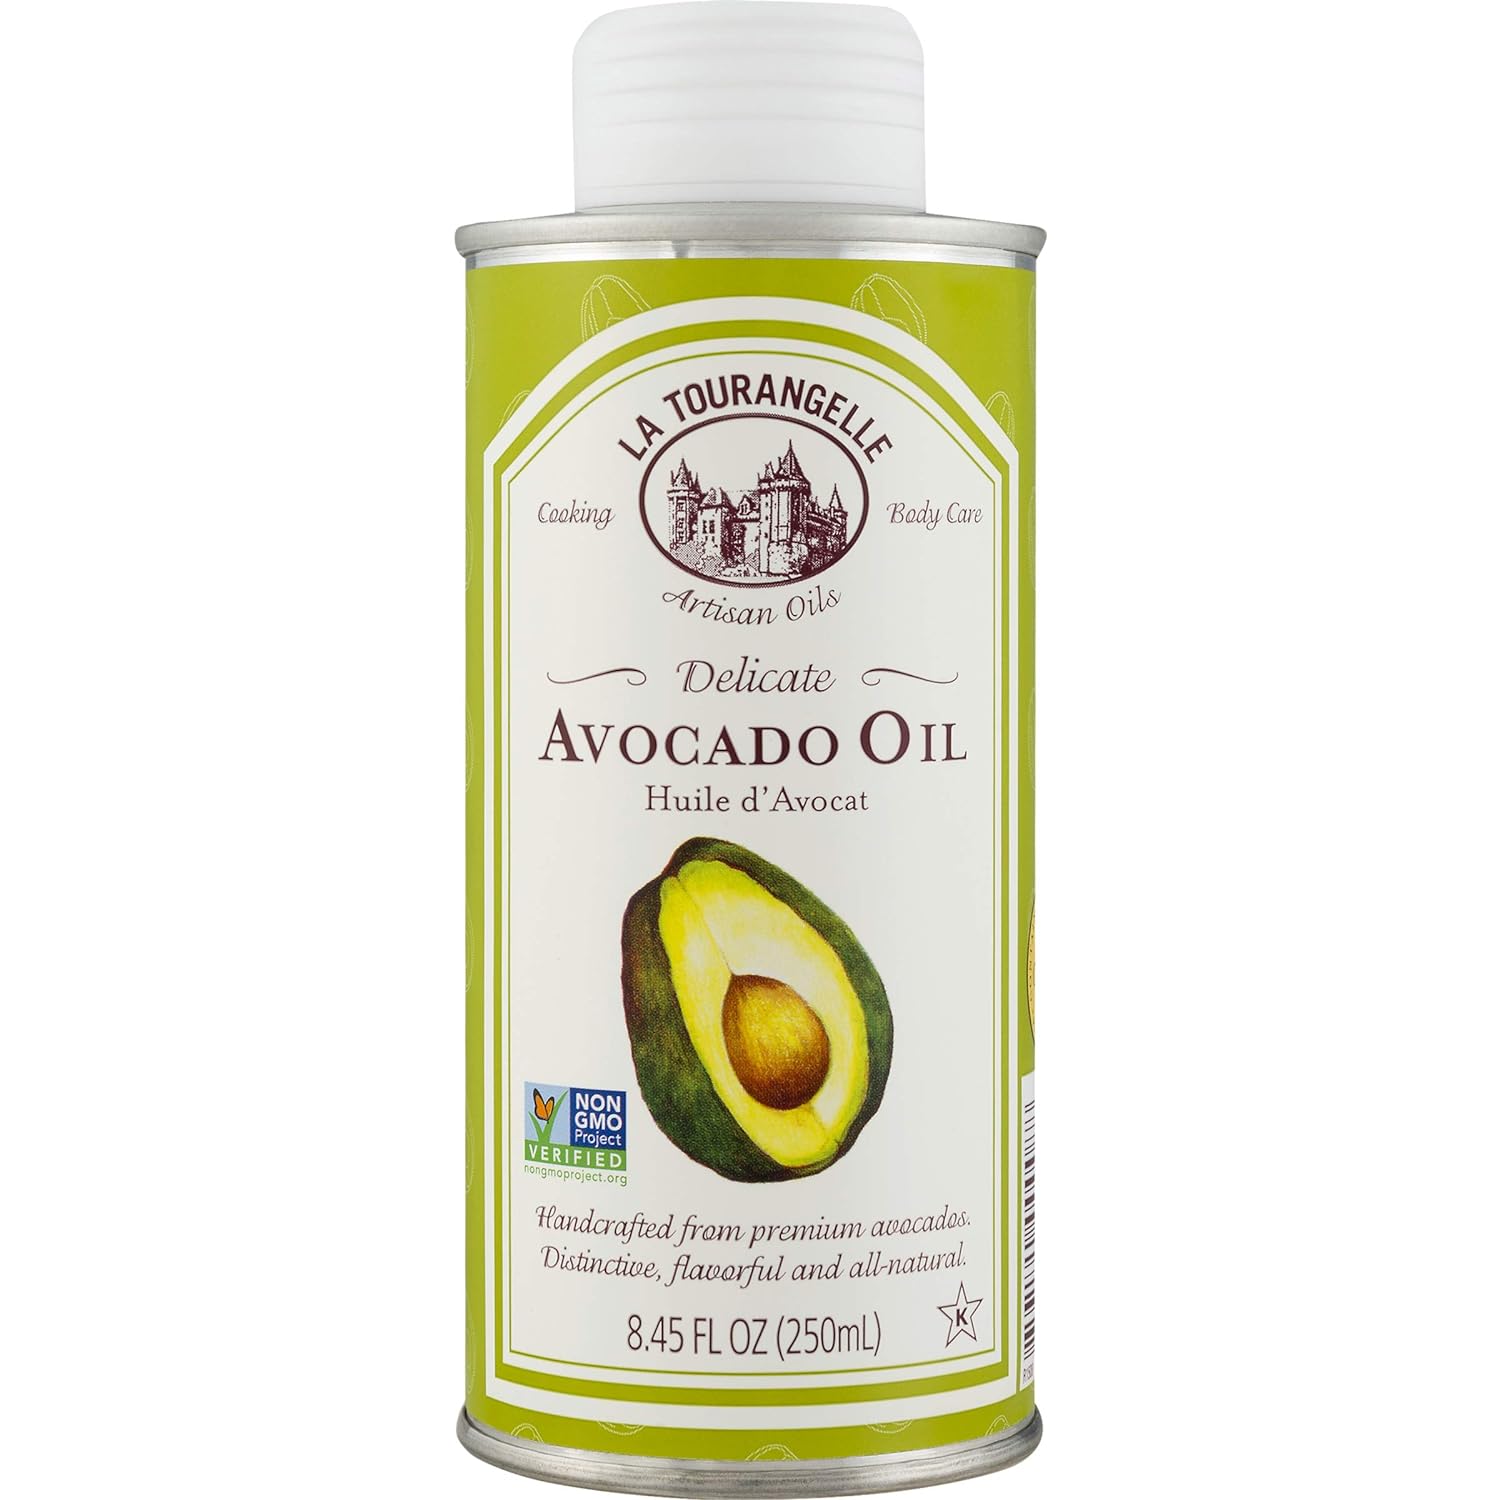 LA TOURANGELLE
Cooking
Body Care
Artisan Oils
Delicate
AVOCADO OIL
Huile d'Avocat
NON
GMO
Project
VERIFIED
nongmoproject.org
Handcrafted from premium avocados.
Distinctive, flavorful and all-natural.
8.45 FL OZ (250mL)
K